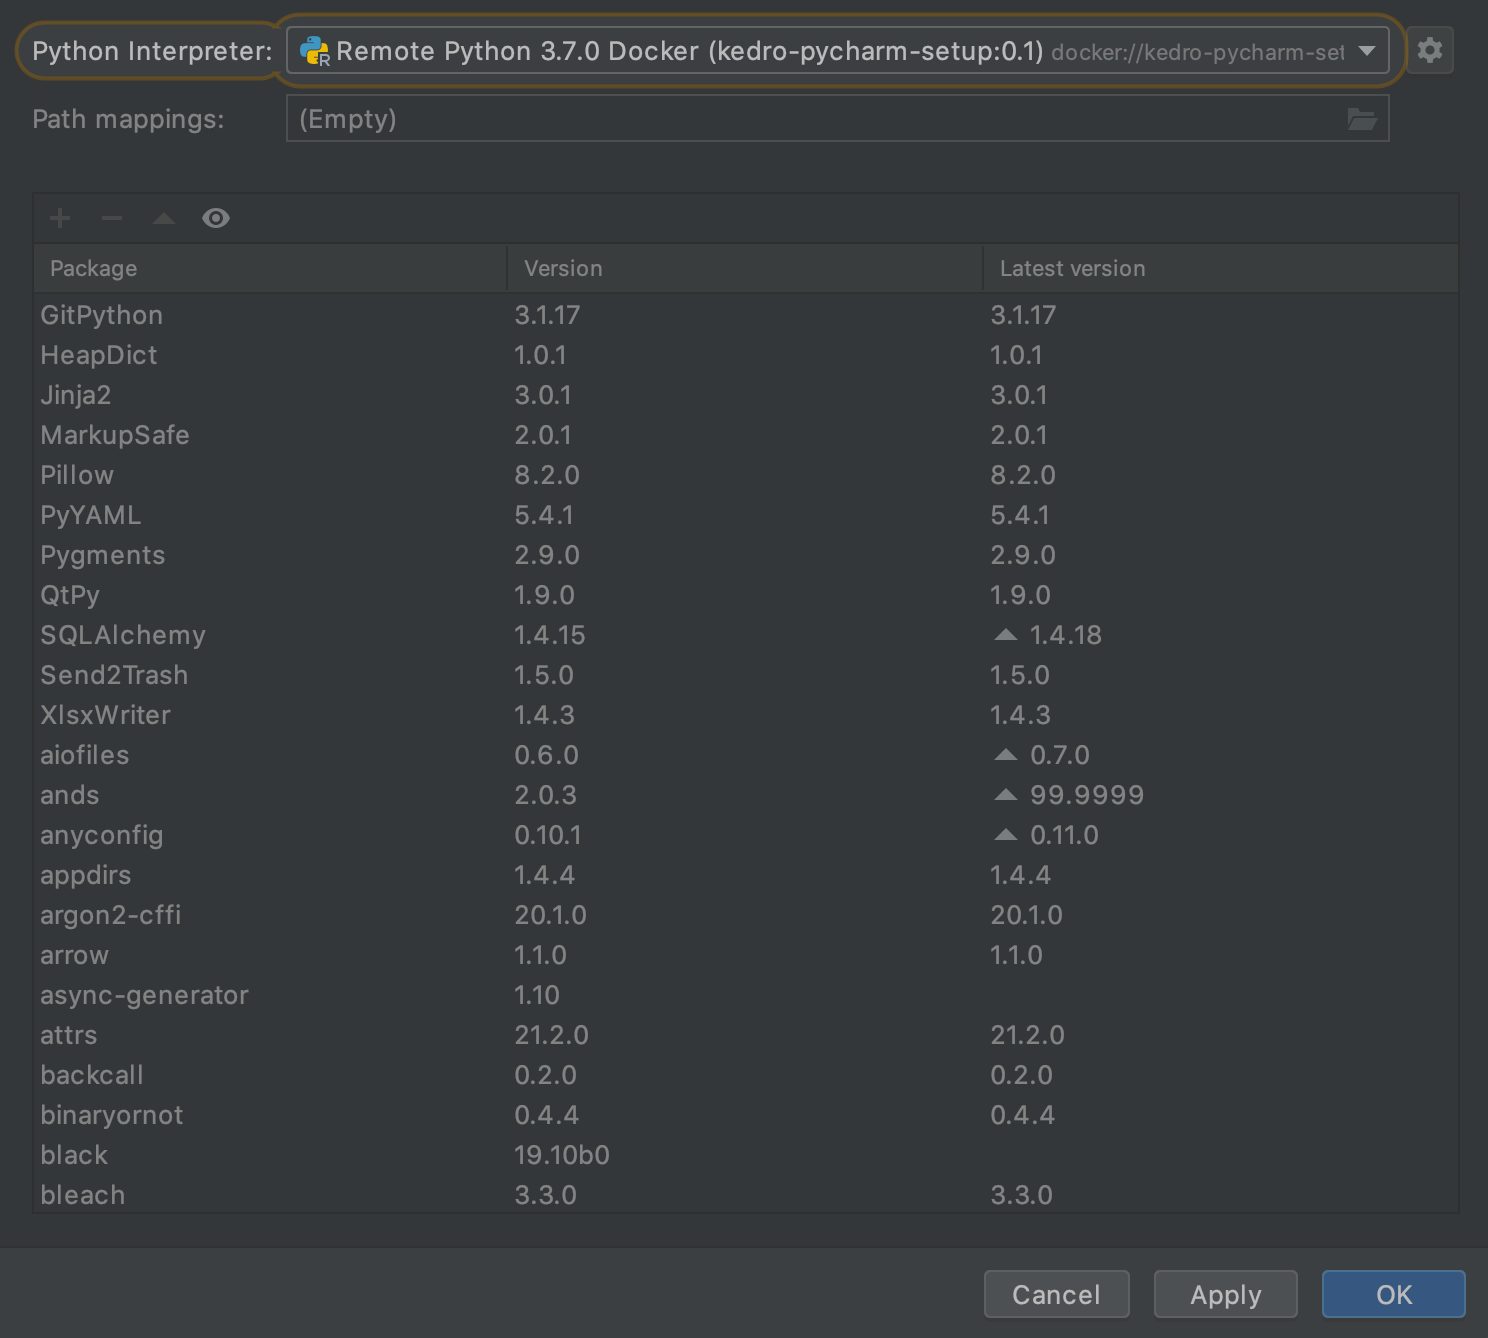 Python Interpreter: Remote Python 3.7.0 Docker (kedro-pycharm-setup:0.1) docker://kedro-pycharm-set
Path mappings: (Empty)
Package Version Latest version
GitPython 3.1.17 3.1.17
HeapDict 1.0.1 1.0.1
Jinja2 3.0.1 3.0.1
MarkupSafe 2.0.1 2.0.1
Pillow 8.2.0 8.2.0
PyYAML 5.4.1 5.4.1
Pygments 2.9.0 2.9.0
QtPy 1.9.0 1.9.0
SQLAlchemy 1.4.15 1.4.18
Send2Trash 1.5.0 1.5.0
XlsxWriter 1.4.3 1.4.3
aiofiles 0.6.0 0.7.0
ands 2.0.3 99.9999
anyconfig 0.10.1 0.11.0
appdirs 1.4.4 1.4.4
argon2-cffi 20.1.0 20.1.0
arrow 1.1.0 1.1.0
async-generator 1.10
attrs 21.2.0 21.2.0
backcall 0.2.0 0.2.0
binaryornot 0.4.4 0.4.4
black 19.10b0
bleach 3.3.0 3.3.0
Cancel Apply OK